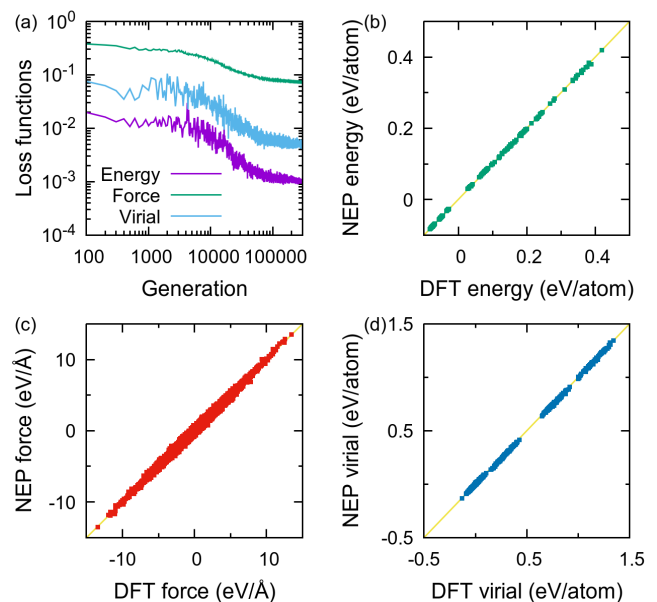 (a)
10^0
10^-1
10^-2
10^-3
10^-4
Loss functions
Energy
Force
Virial
100 1000 10000 100000
Generation
(b)
0.4
0.2
0
NEP energy (eV/atom)
0 0.2 0.4
DFT energy (eV/atom)
(c)
10
0
-10
NEP force (eV/Å)
-10 0 10
DFT force (eV/Å)
(d)
1.5
0.5
-0.5
NEP virial (eV/atom)
-0.5 0.5 1.5
DFT virial (eV/atom)